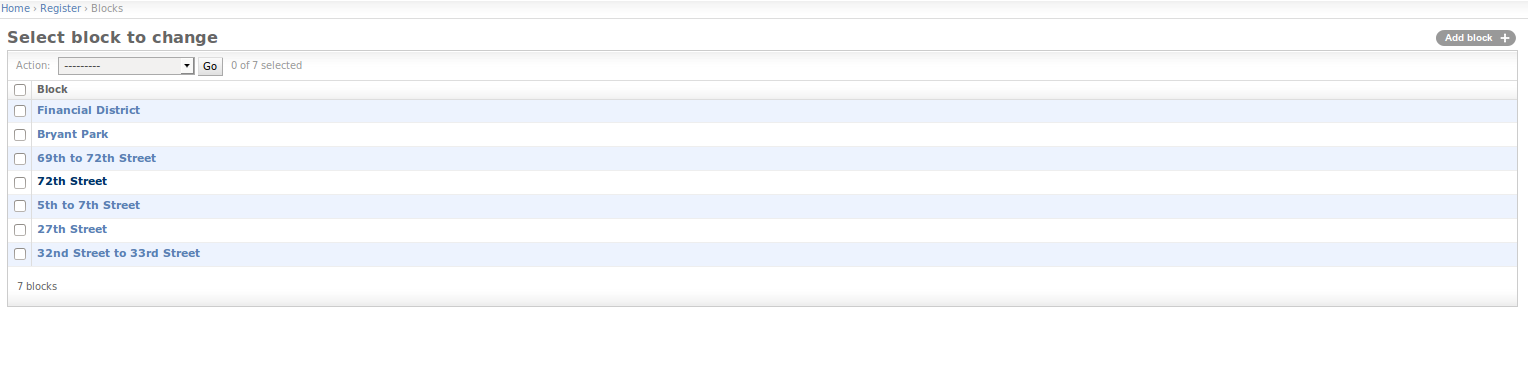 Home › Register › Blocks
Select block to change
Add block +
Action: --------- Go 0 of 7 selected
Block
Financial District
Bryant Park
69th to 72th Street
72th Street
5th to 7th Street
27th Street
32nd Street to 33rd Street
7 blocks